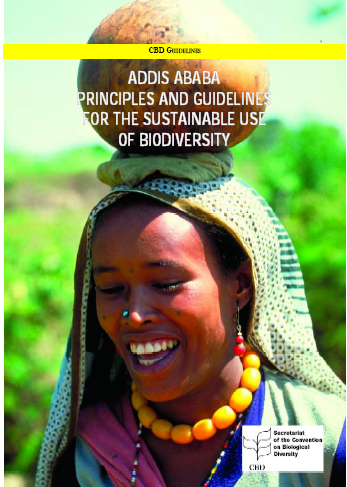 CBD GUIDELINES
ADDIS ABABA
PRINCIPLES AND GUIDELINES
FOR THE SUSTAINABLE USE
OF BIODIVERSITY
Secretariat
of the Convention
on Biological
Diversity
CBD